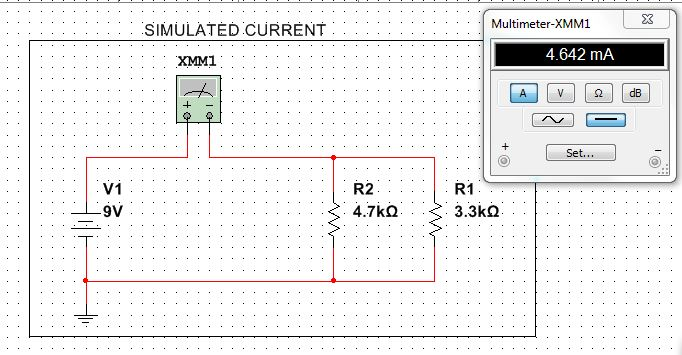 SIMULATED CURRENT
XMM1
+ −
V1
9V
R2
4.7kΩ
R1
3.3kΩ
Multimeter-XMM1
4.642 mA
A V Ω dB
+ −
Set...